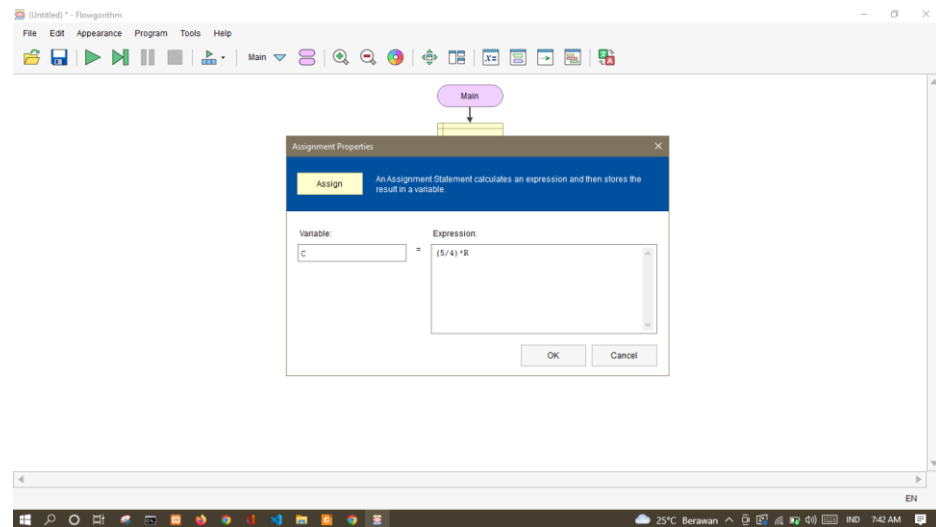 (Untitled) * - Flowgorithm
File Edit Appearance Program Tools Help
Main
Main
Assignment Properties
Assign
An Assignment Statement calculates an expression and then stores the
result in a variable.
Variable:
Expression:
C
=
(5/4)*R
OK
Cancel
EN
25°C Berawan
IND
7:42 AM